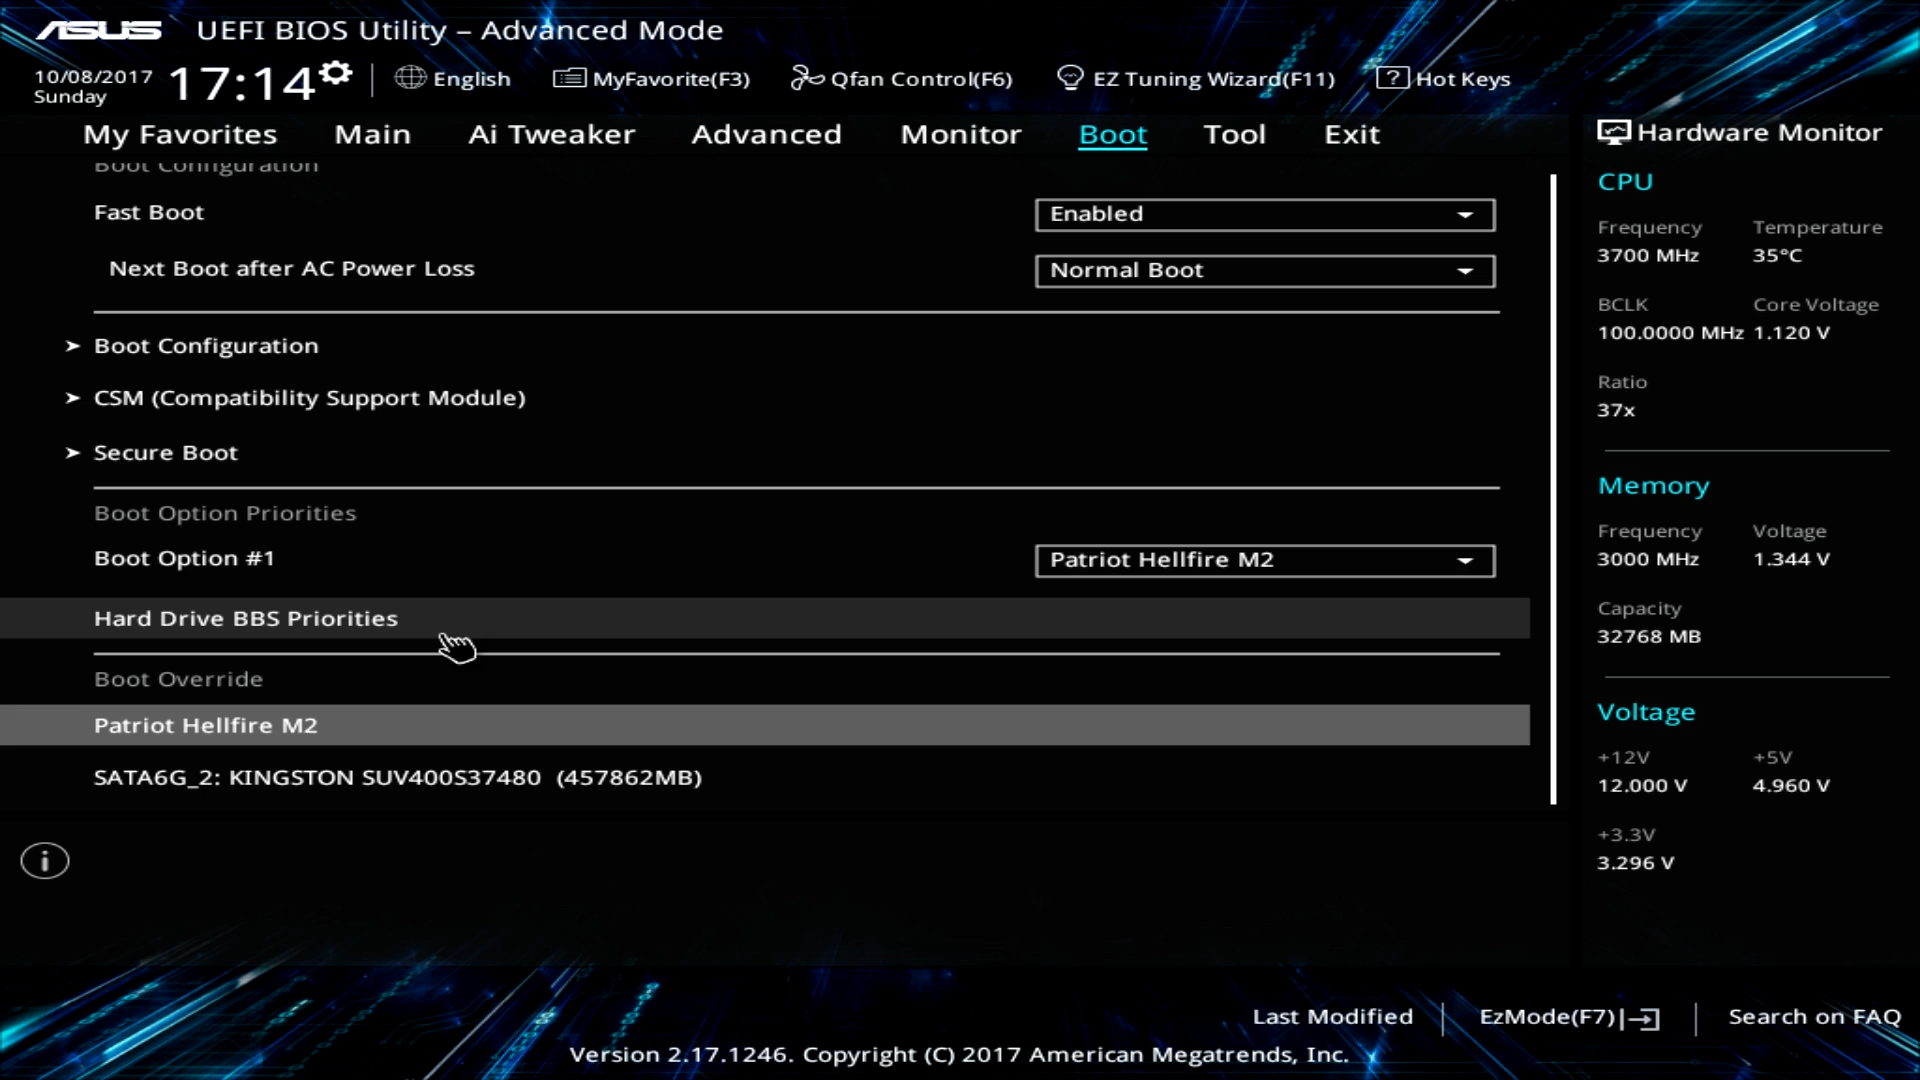 ASUS UEFI BIOS Utility – Advanced Mode
10/08/2017 Sunday 17:14 English MyFavorite(F3) Qfan Control(F6) EZ Tuning Wizard(F11) ? Hot Keys
My Favorites Main Ai Tweaker Advanced Monitor Boot Tool Exit
Boot Configuration
Fast Boot Enabled
Next Boot after AC Power Loss Normal Boot
Boot Configuration
CSM (Compatibility Support Module)
Secure Boot
Boot Option Priorities
Boot Option #1 Patriot Hellfire M2
Hard Drive BBS Priorities
Boot Override
Patriot Hellfire M2
SATA6G_2: KINGSTON SUV400S37480 (457862MB)
Hardware Monitor
CPU
Frequency Temperature
3700 MHz 35°C
BCLK Core Voltage
100.0000 MHz 1.120 V
Ratio
37x
Memory
Frequency Voltage
3000 MHz 1.344 V
Capacity
32768 MB
Voltage
+12V +5V
12.000 V 4.960 V
+3.3V
3.296 V
Last Modified EzMode(F7) Search on FAQ
Version 2.17.1246. Copyright (C) 2017 American Megatrends, Inc.